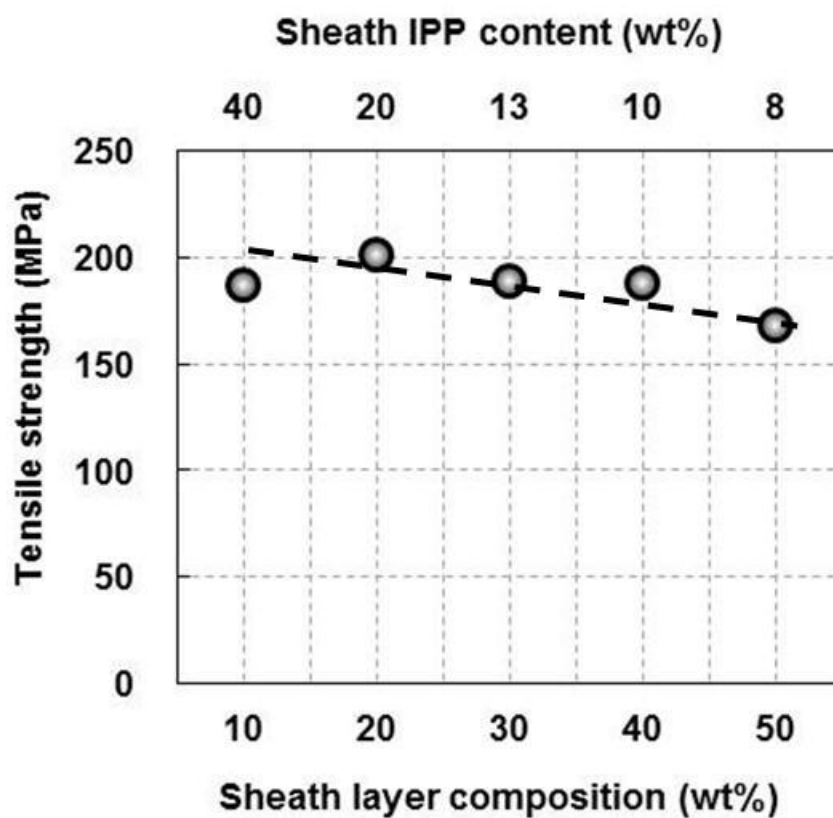 Sheath IPP content (wt%)
40 20 13 10 8
Tensile strength (MPa)
250
200
150
100
50
0
10 20 30 40 50
Sheath layer composition (wt%)